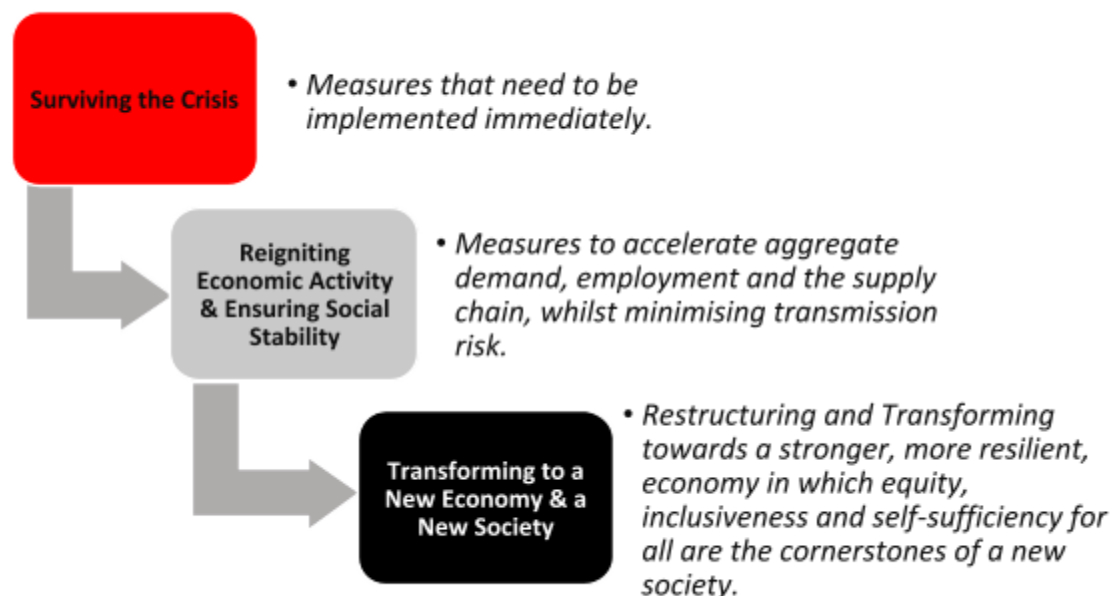 Surviving the Crisis
• Measures that need to be
implemented immediately.
Reigniting
Economic Activity
& Ensuring Social
Stability
• Measures to accelerate aggregate
demand, employment and the supply
chain, whilst minimising transmission
risk.
Transforming to a
New Economy & a
New Society
• Restructuring and Transforming
towards a stronger, more resilient,
economy in which equity,
inclusiveness and self-sufficiency for
all are the cornerstones of a new
society.